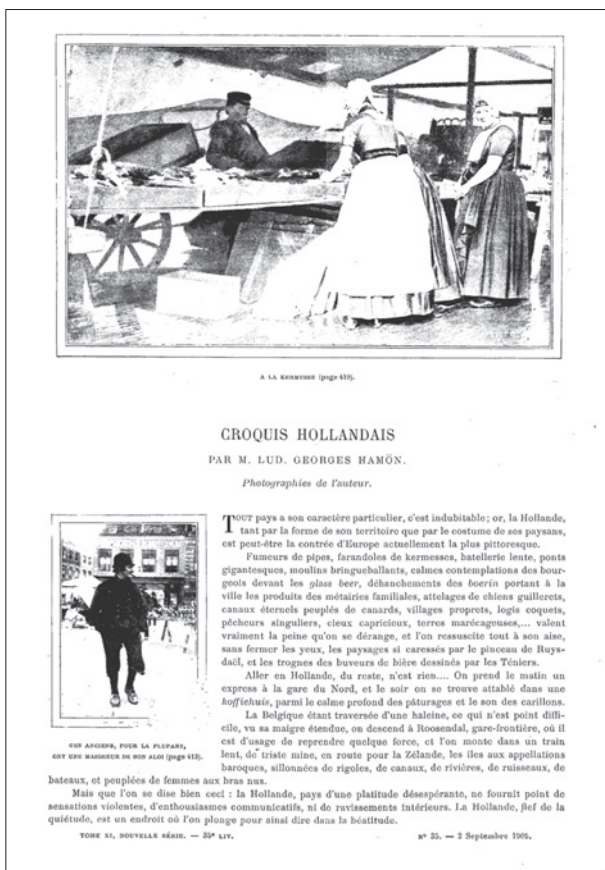 A LA KERMESSE (page 412).
CROQUIS HOLLANDAIS
PAR M. LUD. GEORGES HAMÖN.
Photographies de l'auteur.
TOUT pays a son caractère particulier, c'est indubitable; or, la Hollande,
tant par la forme de son territoire que par le costume de ses paysans,
est peut-être la contrée d'Europe actuellement la plus pittoresque.
Fumeurs de pipes, farandoles de kermesses, batellerie lente, ponts
gigantesques, moulins bringueballants, calmes contemplations des bour-
geois devant les glass beer, débanchements des boerin portant à la
ville les produits des métairies familiales, attelages de chiens guillerets,
canaux éternels peuplés de canards, villages proprets, logis coquets,
pêcheurs singuliers, cieux capricieux, terres marécageuses,... valent
vraiment la peine qu'on se dérange, et l'on ressuscite tout à son aise,
sans fermer les yeux, les paysages si caressés par le pinceau de Ruys-
daël, et les trognes des buveurs de bière dessinés par les Téniers.
Aller en Hollande, du reste, n'est rien.... On prend le matin un
express à la gare du Nord, et le soir on se trouve attablé dans une
koffiehuis, parmi le calme profond des pâturages et le son des carillons.
La Belgique étant traversée d'une haleine, ce qui n'est point diffi-
cile, vu sa maigre étendue, on descend à Roosendal, gare-frontière, où il
est d'usage de reprendre quelque force, et l'on monte dans un train
lent, de triste mine, en route pour la Zélande, les îles aux appellations
baroques, sillonnées de rigoles, de canaux, de rivières, de ruisseaux, de
bateaux, et peuplées de femmes aux bras nus.
Mais que l'on se dise bien ceci : la Hollande, pays d'une platitude désespérante, ne fournit point de
sensations violentes, d'enthousiasmes communicatifs, ni de ravissements intérieurs. La Hollande, fief de la
quiétude, est un endroit où l'on plonge pour ainsi dire dans la béatitude.
ANCIENS, POUR LA PLUPART,
ONT UNE DE BON ALOI (page 413).
TOME XI, NOUVELLE SÉRIE. — 35e LIV.
N° 35. — 2 Septembre 1905.